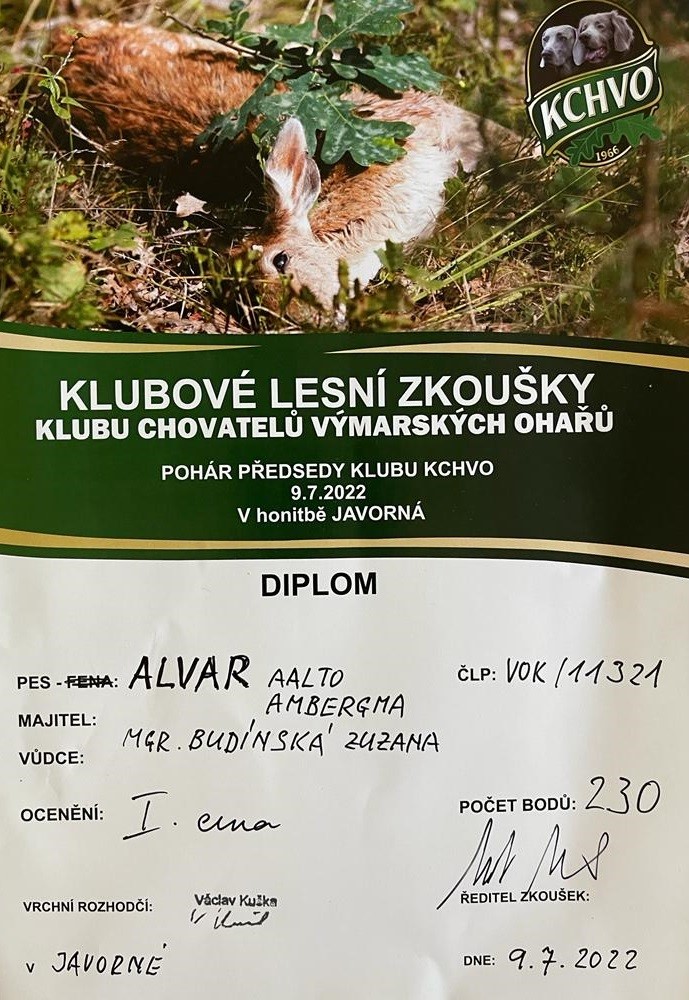 KCHVO
1966
KLUBOVÉ LESNÍ ZKOUŠKY
KLUBU CHOVATELŮ VÝMARSKÝCH OHAŘŮ
POHÁR PŘEDSEDY KLUBU KCHVO
9.7.2022
V honitbě JAVORNÁ
DIPLOM
PES - FENA: ALVAR AALTO ČLP: VOK/11321
AMBERGMA
MAJITEL:
MGR. BUDÍNSKÁ ZUZANA
VŮDCE:
OCENĚNÍ: I. cena POČET BODŮ: 230
ŘEDITEL ZKOUŠEK:
VRCHNÍ ROZHODČÍ: Václav Kuška
v JAVORNÉ DNE: 9.7.2022